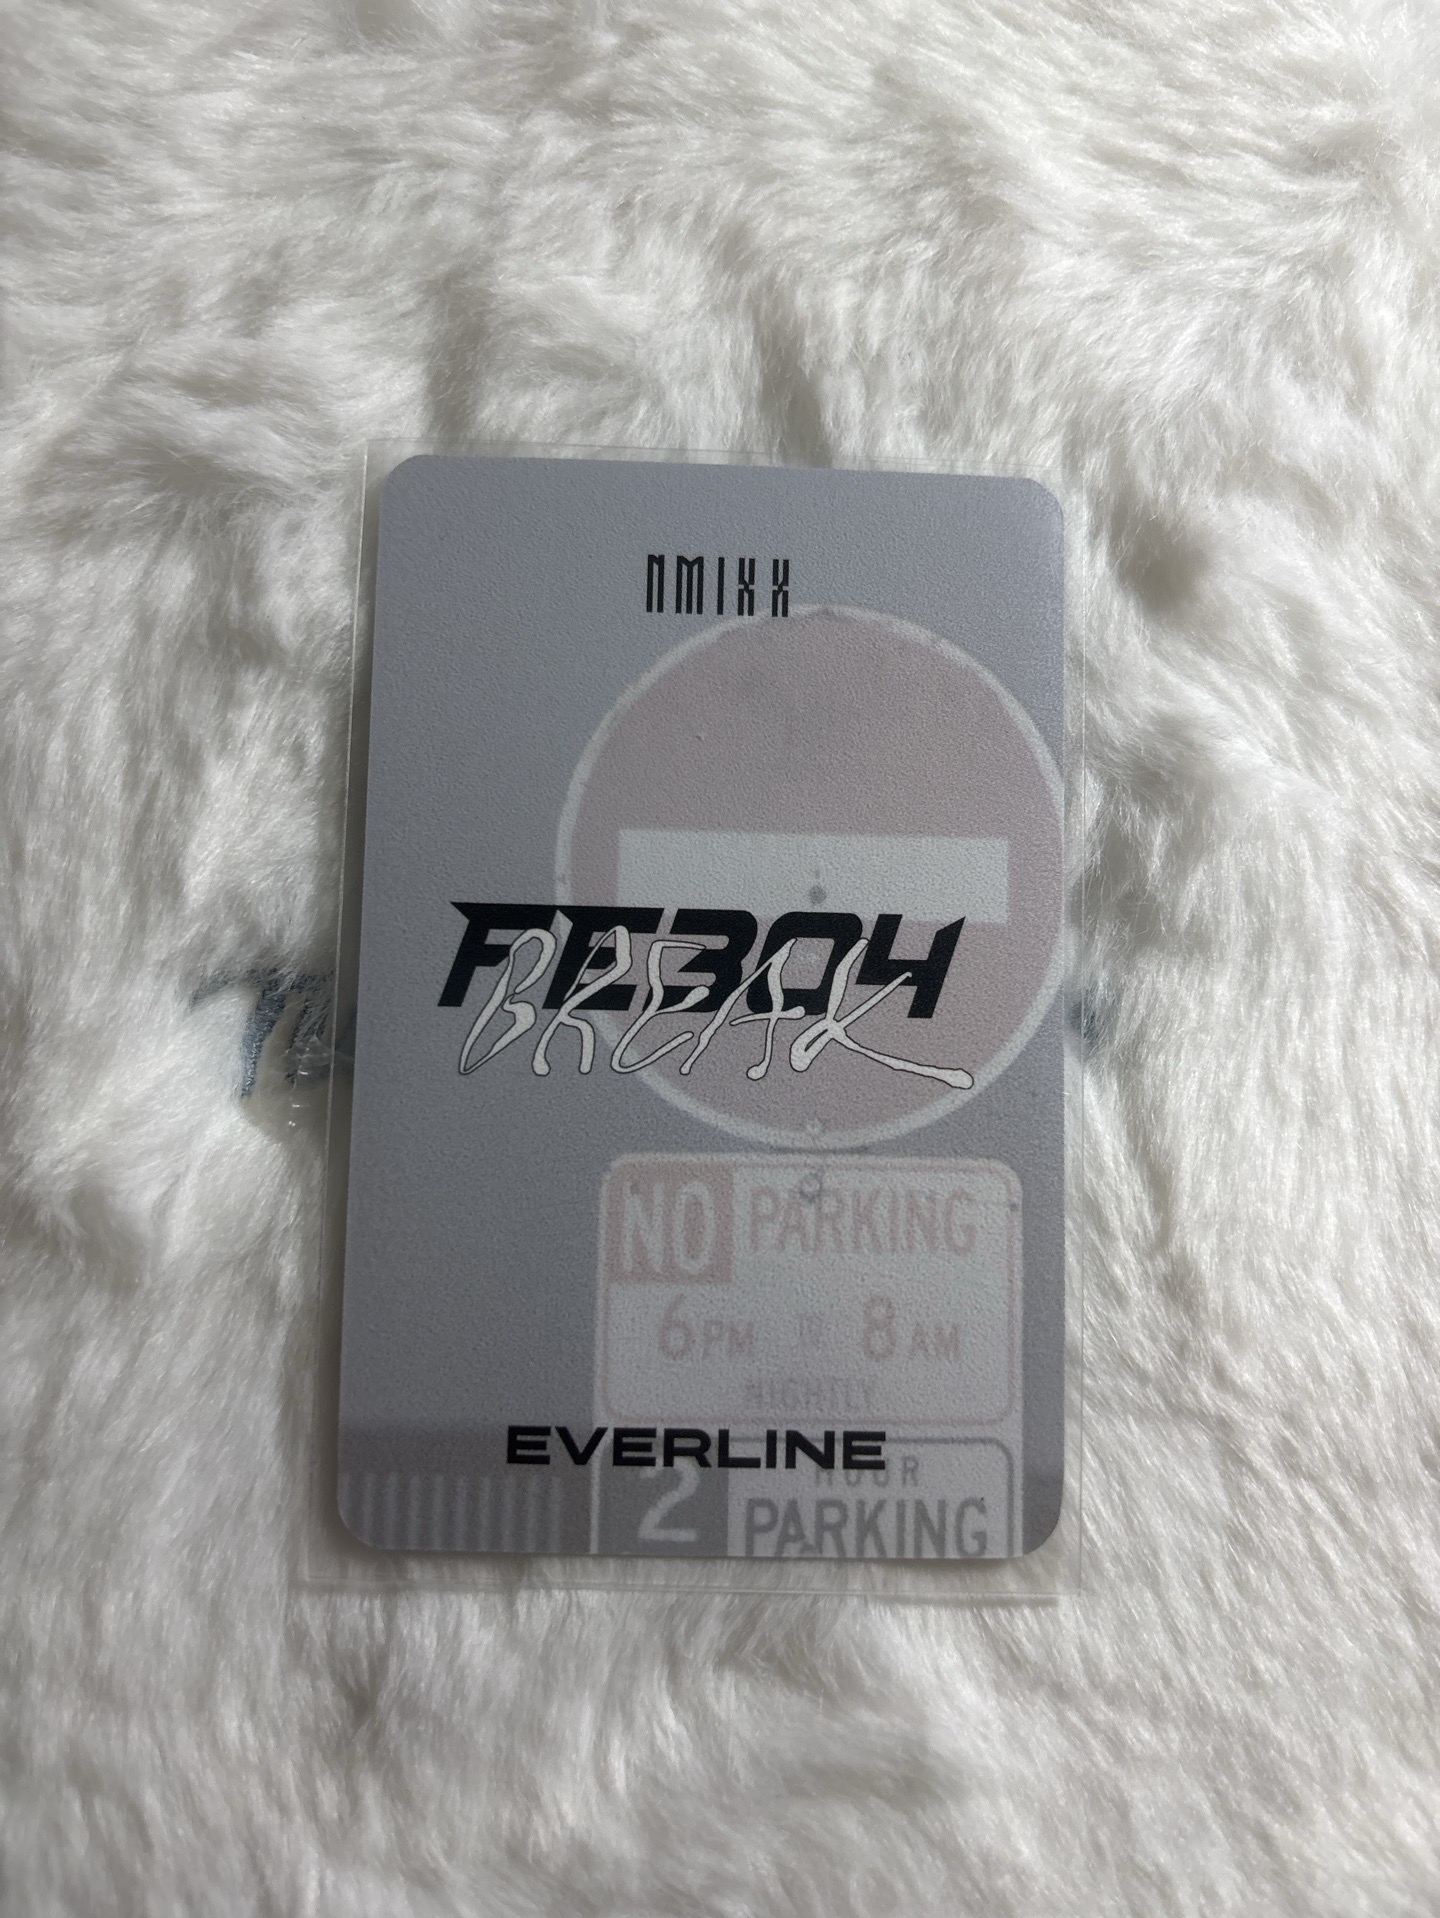 NMIXX
FE3O4
BREAK
NO PARKING
6 PM TO 8 AM
NIGHTLY
EVERLINE
2 HOUR
PARKING